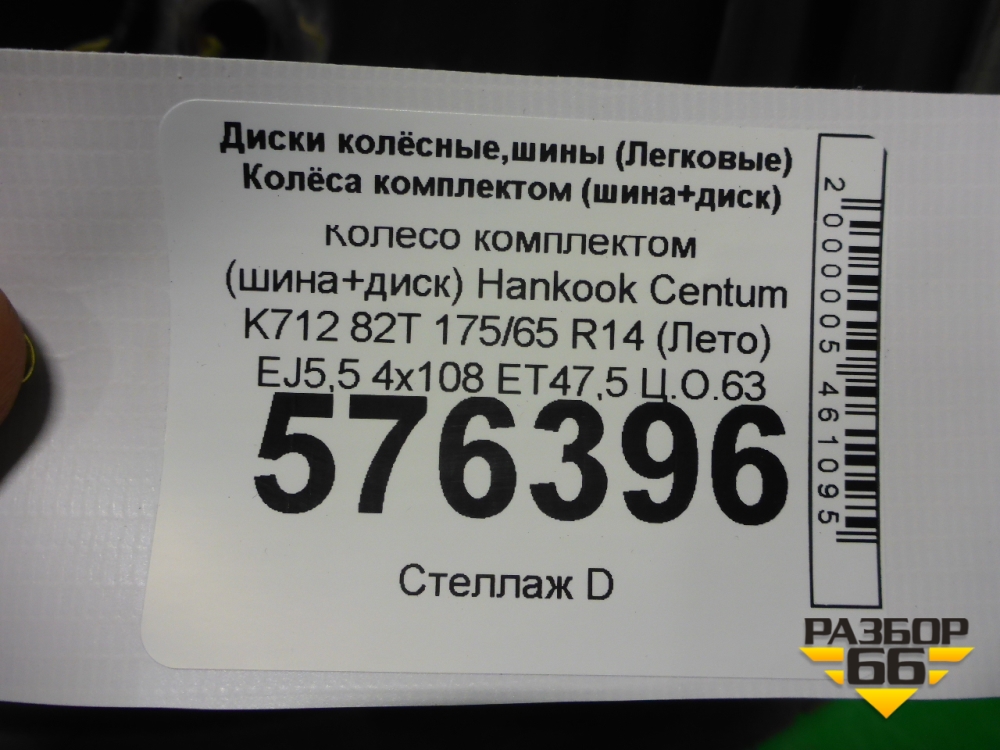 Диски колёсные,шины (Легковые)
Колёса комплектом (шина+диск)
Колесо комплектом
(шина+диск) Hankook Centum
K712 82T 175/65 R14 (Лето)
EJ5,5 4x108 ET47,5 Ц.О.63
576396
Стеллаж D
2000005461095
РАЗБОР
66